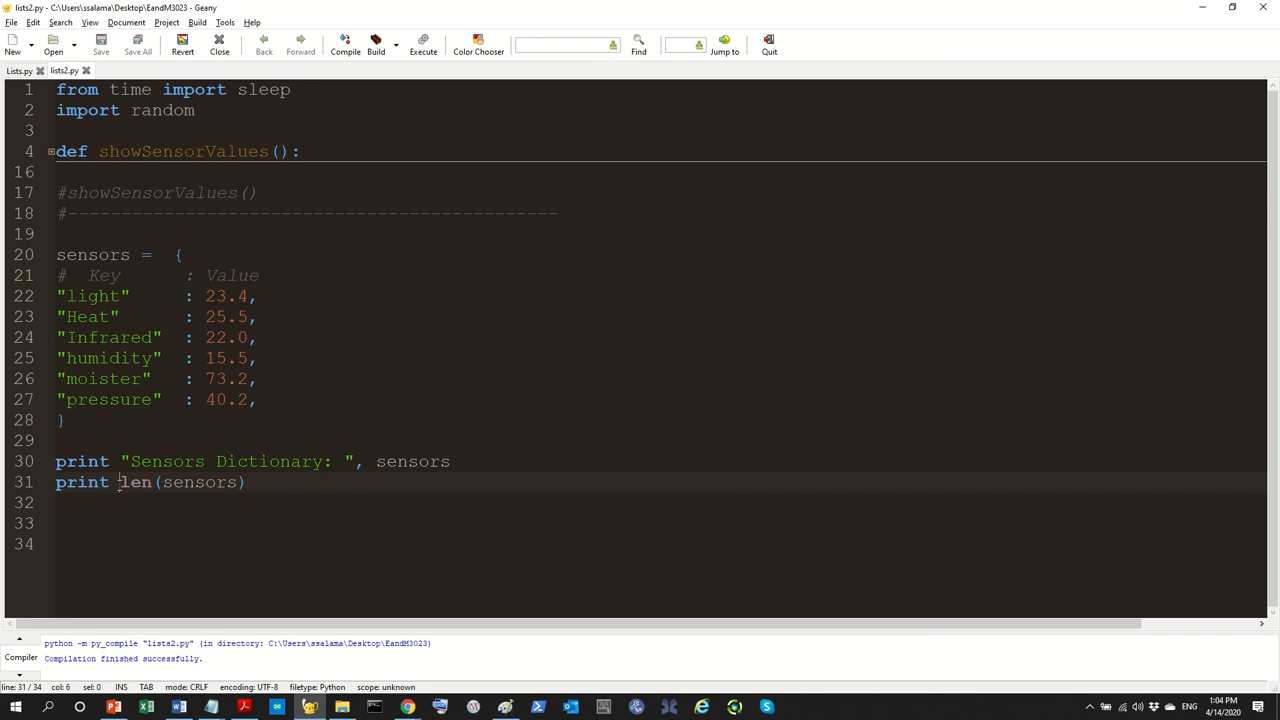 lists2.py - C:\Users\ssalama\Desktop\EandM3023 - Geany
File Edit Search View Document Project Build Tools Help
New Open Save Save All Revert Close Back Forward Compile Build Execute Color Chooser Find Jump to Quit
Lists.py lists2.py
1 from time import sleep
2 import random
3
4 def showSensorValues():
16
17 #showSensorValues()
18 #----------------------------------------------
19
20 sensors = {
21 # Key : Value
22 "light" : 23.4,
23 "Heat" : 25.5,
24 "Infrared" : 22.0,
25 "humidity" : 15.5,
26 "moister" : 73.2,
27 "pressure" : 40.2,
28 }
29
30 print "Sensors Dictionary: ", sensors
31 print len(sensors)
32
33
34
python -m py_compile "lists2.py" (in directory: C:\Users\ssalama\Desktop\EandM3023)
Compiler
Compilation finished successfully.
line: 31 / 34 col: 6 sel: 0 INS TAB mode: CRLF encoding: UTF-8 filetype: Python scope: unknown
1:04 PM
4/14/2020